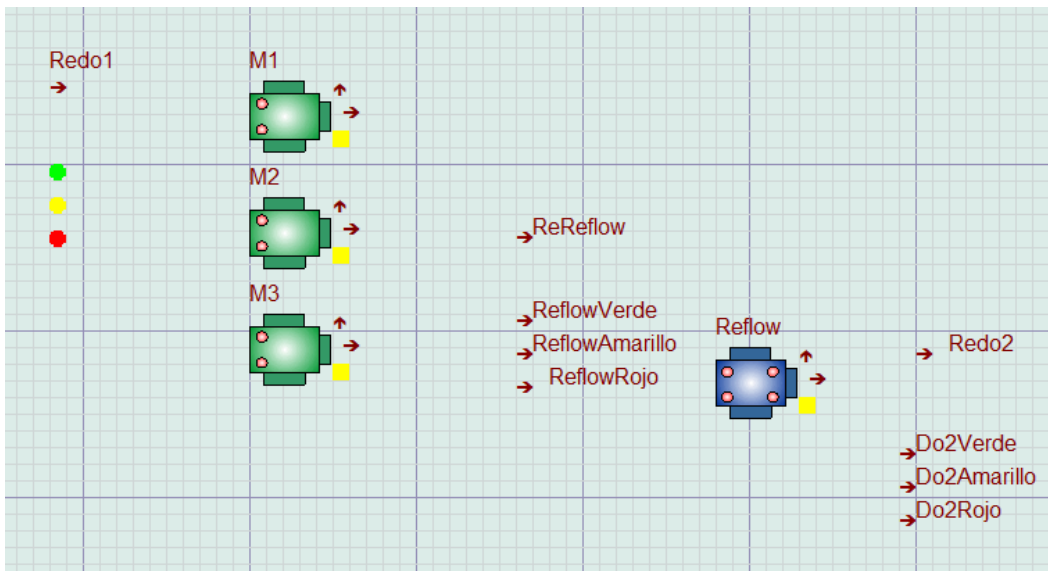 Redo1
M1
M2
ReReflow
M3
ReflowVerde
Reflow
ReflowAmarillo
Redo2
ReflowRojo
Do2Verde
Do2Amarillo
Do2Rojo